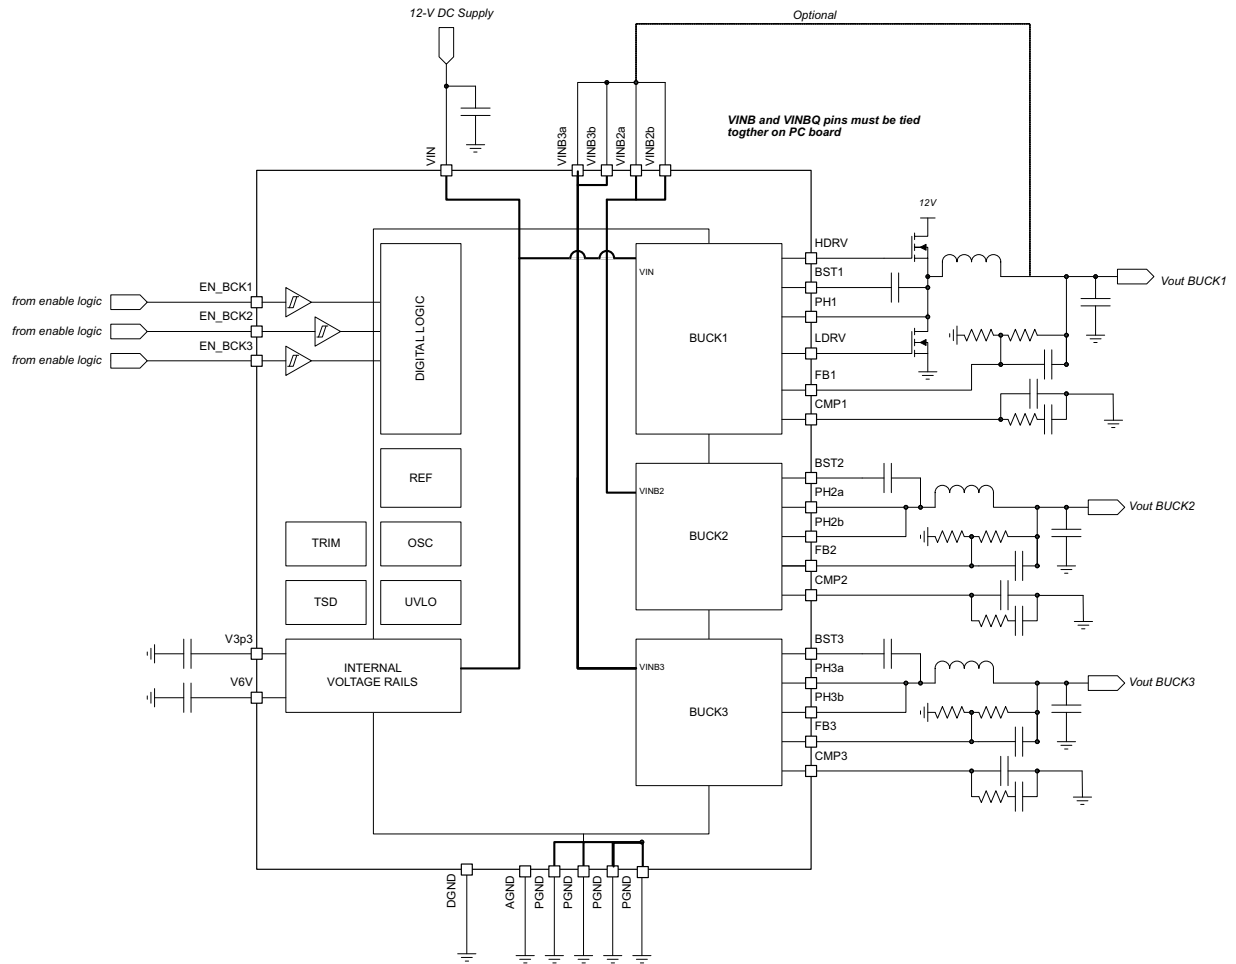 12-V DC Supply
Optional
VINB and VINBQ pins must be tied
togther on PC board
VIN
VINB3a
VINB3b
VINB2a
VINB2b
12V
HDRV
BST1
PH1
LDRV
FB1
CMP1
Vout BUCK1
from enable logic
EN_BCK1
from enable logic
EN_BCK2
from enable logic
EN_BCK3
DIGITAL LOGIC
VIN
BUCK1
REF
TRIM
OSC
TSD
UVLO
VINB2
BUCK2
BST2
PH2a
PH2b
FB2
CMP2
Vout BUCK2
V3p3
V6V
INTERNAL
VOLTAGE RAILS
VINB3
BUCK3
BST3
PH3a
PH3b
FB3
CMP3
Vout BUCK3
DGND
AGND
PGND
PGND
PGND
PGND